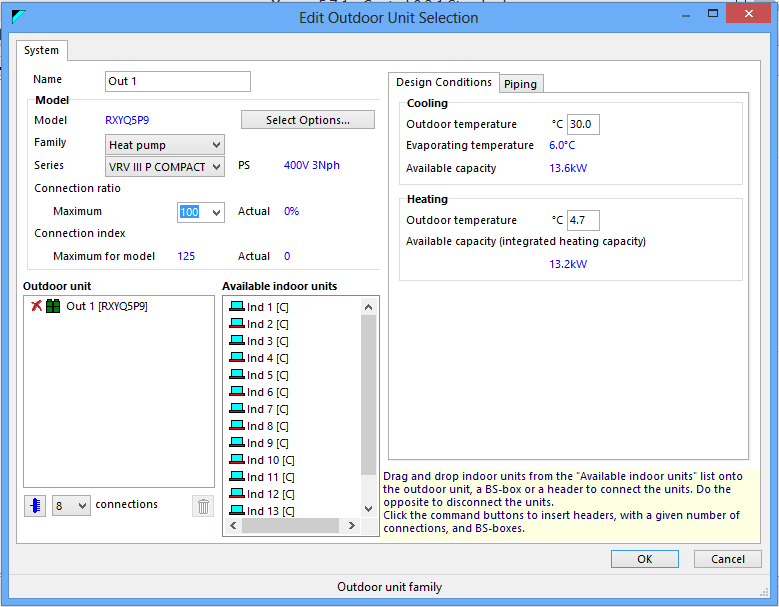 Edit Outdoor Unit Selection
System
Name
Out 1
Model
Model
RXYQ5P9
Select Options...
Family
Heat pump
Series
VRV III P COMPACT
PS
400V 3Nph
Connection ratio
Maximum
100
Actual
0%
Connection index
Maximum for model
125
Actual
0
Design Conditions
Piping
Cooling
Outdoor temperature
°C
30.0
Evaporating temperature
6.0°C
Available capacity
13.6kW
Heating
Outdoor temperature
°C
4.7
Available capacity (integrated heating capacity)
13.2kW
Outdoor unit
Out 1 [RXYQ5P9]
Available indoor units
Ind 1 [C]
Ind 2 [C]
Ind 3 [C]
Ind 4 [C]
Ind 5 [C]
Ind 6 [C]
Ind 7 [C]
Ind 8 [C]
Ind 9 [C]
Ind 10 [C]
Ind 11 [C]
Ind 12 [C]
Ind 13 [C]
8
connections
Drag and drop indoor units from the "Available indoor units" list onto
the outdoor unit, a BS-box or a header to connect the units. Do the
opposite to disconnect the units.
Click the command buttons to insert headers, with a given number of
connections, and BS-boxes.
OK
Cancel
Outdoor unit family